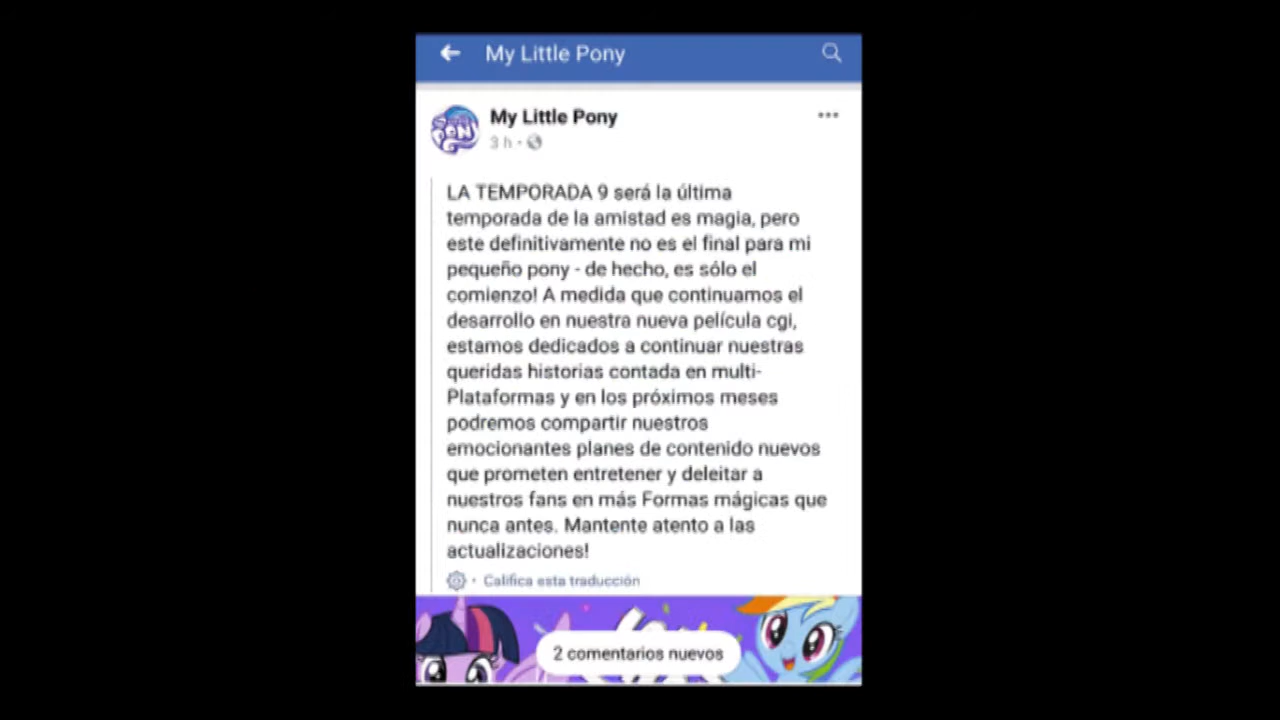 My Little Pony
My Little Pony
3 h
LA TEMPORADA 9 será la última
temporada de la amistad es magia, pero
este definitivamente no es el final para mi
pequeño pony - de hecho, es sólo el
comienzo! A medida que continuamos el
desarrollo en nuestra nueva película cgi,
estamos dedicados a continuar nuestras
queridas historias contada en multi-
Plataformas y en los próximos meses
podremos compartir nuestros
emocionantes planes de contenido nuevos
que prometen entretener y deleitar a
nuestros fans en más Formas mágicas que
nunca antes. Mantente atento a las
actualizaciones!
Califica esta traducción
2 comentarios nuevos